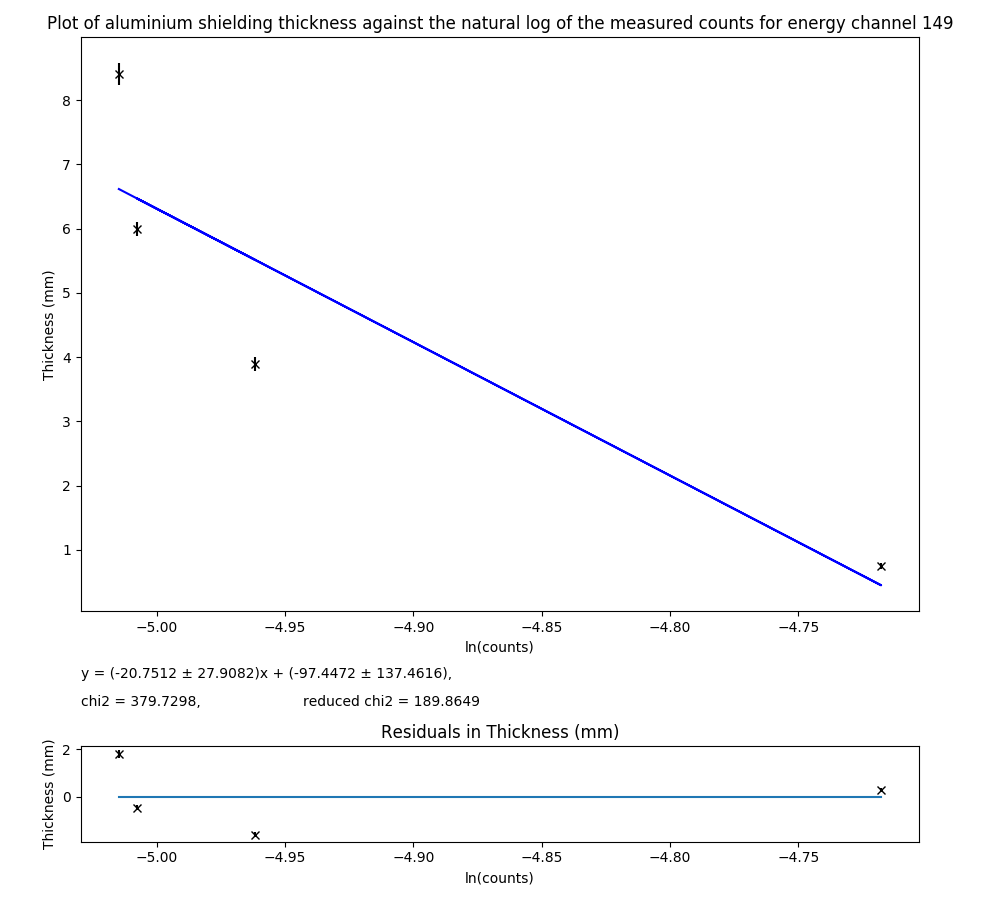 Plot of aluminium shielding thickness against the natural log of the measured counts for energy channel 149
Thickness (mm)
8
7
6
5
4
3
2
1
−5.00 −4.95 −4.90 −4.85 −4.80 −4.75
ln(counts)
y = (-20.7512 ± 27.9082)x + (-97.4472 ± 137.4616),
chi2 = 379.7298, reduced chi2 = 189.8649
Residuals in Thickness (mm)
Thickness (mm)
2
0
−5.00 −4.95 −4.90 −4.85 −4.80 −4.75
ln(counts)